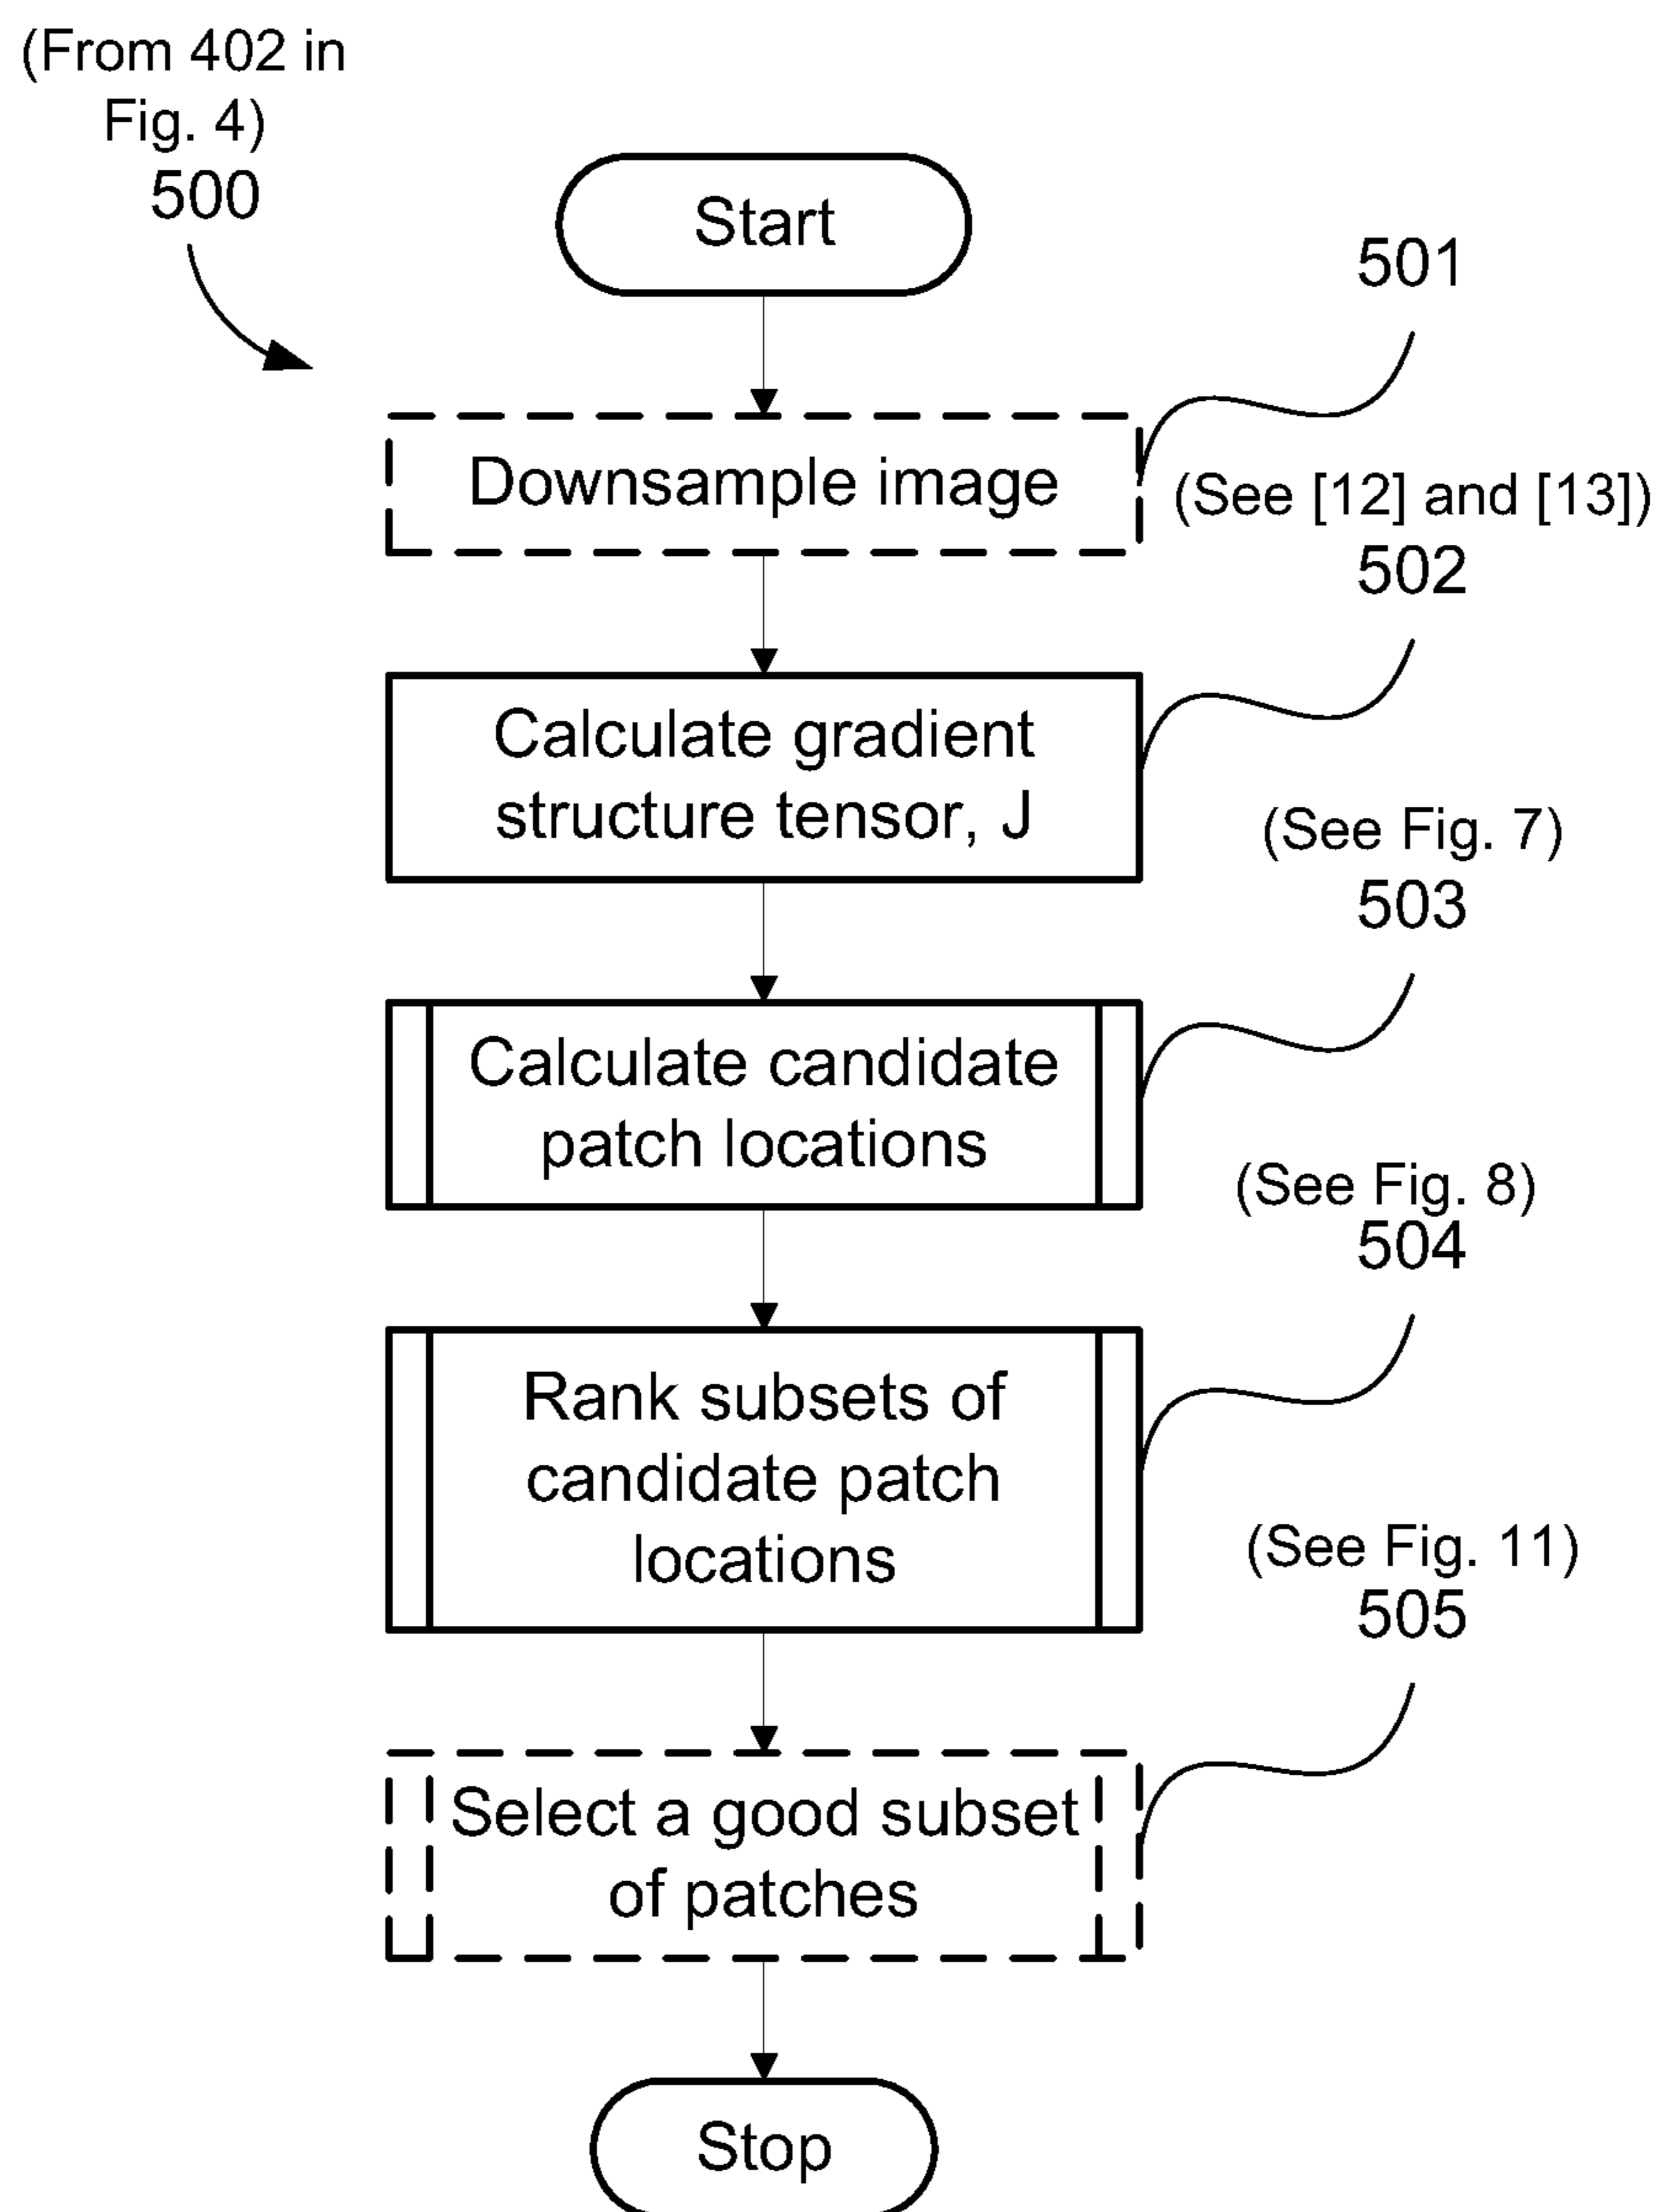 (From 402 in
Fig. 4)
500
Start
501
Downsample image
(See [12] and [13])
502
Calculate gradient
structure tensor, J
(See Fig. 7)
503
Calculate candidate
patch locations
(See Fig. 8)
504
Rank subsets of
candidate patch
locations
(See Fig. 11)
505
Select a good subset
of patches
Stop